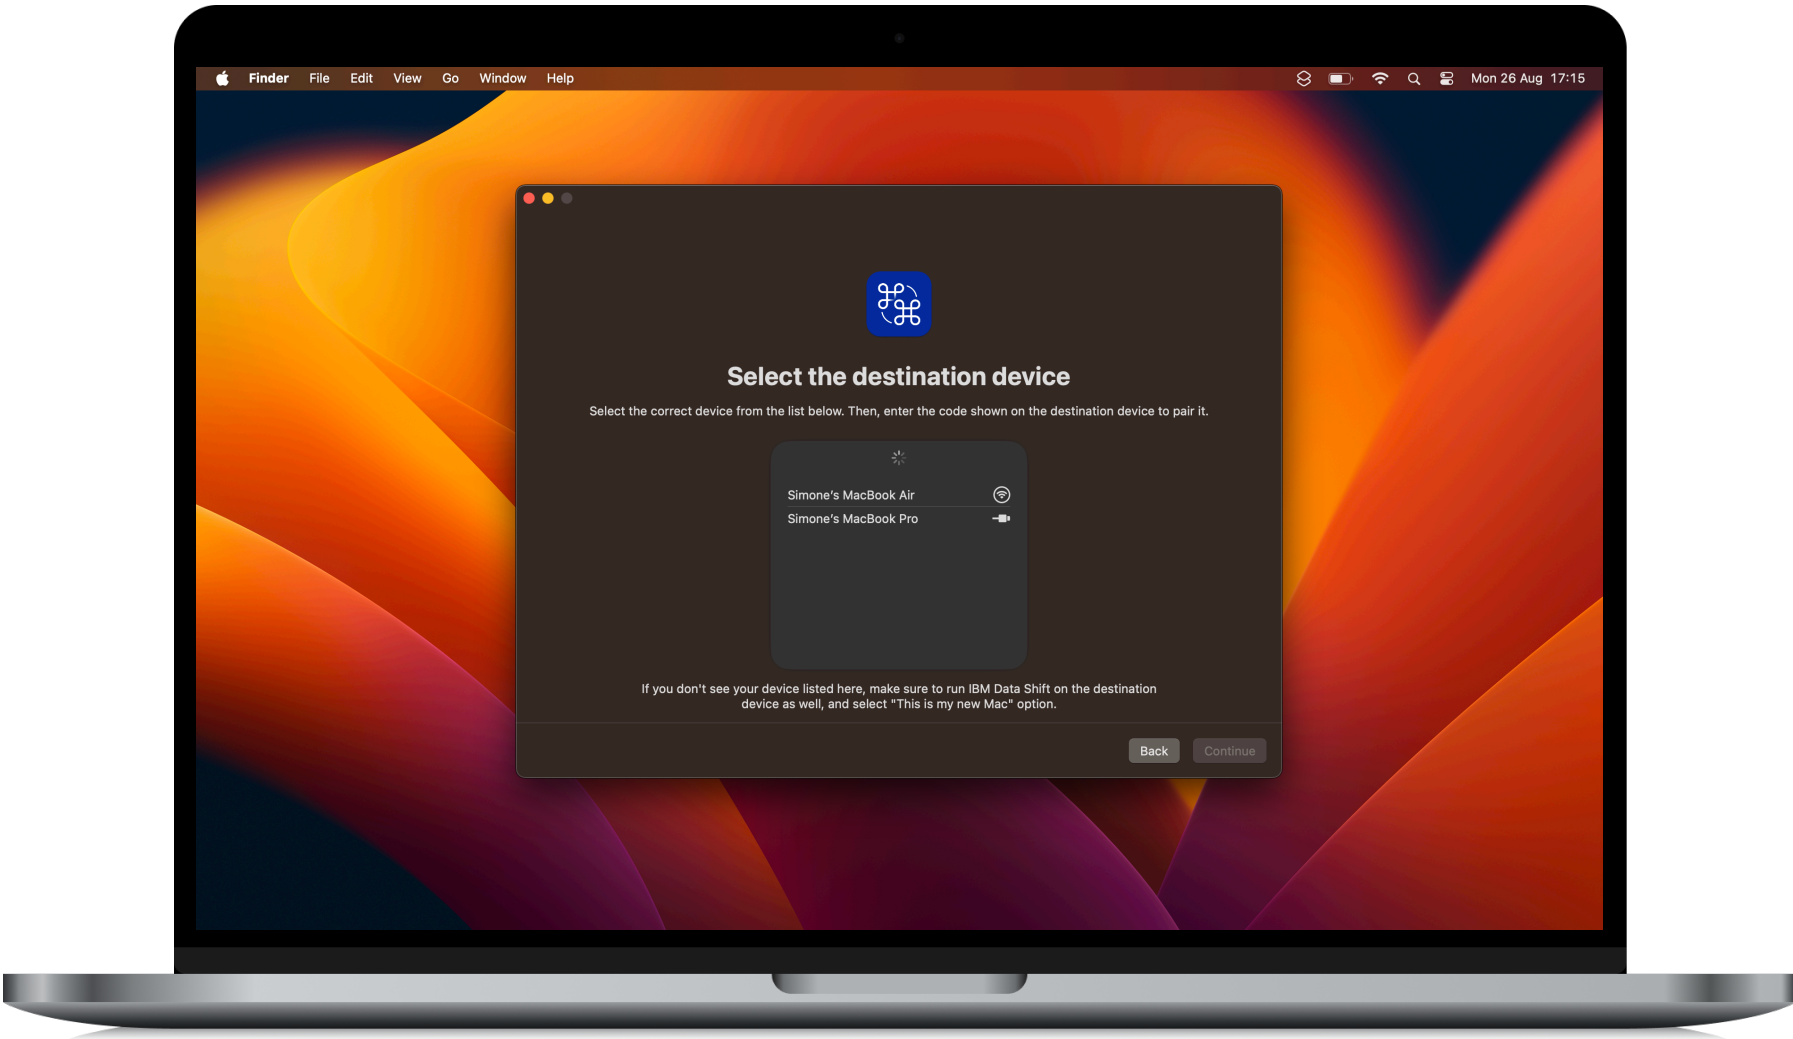 Finder File Edit View Go Window Help Mon 26 Aug 17:15
Select the destination device
Select the correct device from the list below. Then, enter the code shown on the destination device to pair it.
Simone’s MacBook Air
Simone’s MacBook Pro
If you don't see your device listed here, make sure to run IBM Data Shift on the destination
device as well, and select "This is my new Mac" option.
Back Continue